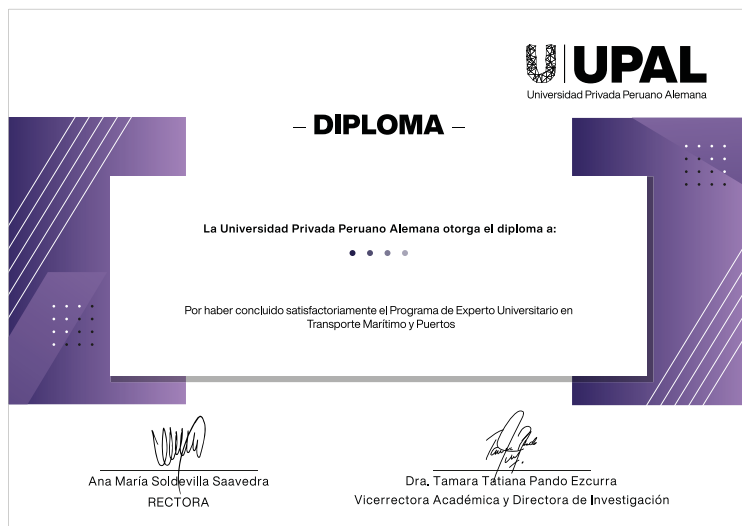 UPAL
Universidad Privada Peruano Alemana
– DIPLOMA –
La Universidad Privada Peruano Alemana otorga el diploma a:
Por haber concluido satisfactoriamente el Programa de Experto Universitario en
Transporte Marítimo y Puertos
Ana María Soldevilla Saavedra
RECTORA
Dra. Tamara Tatiana Pando Ezcurra
Vicerrectora Académica y Directora de Investigación